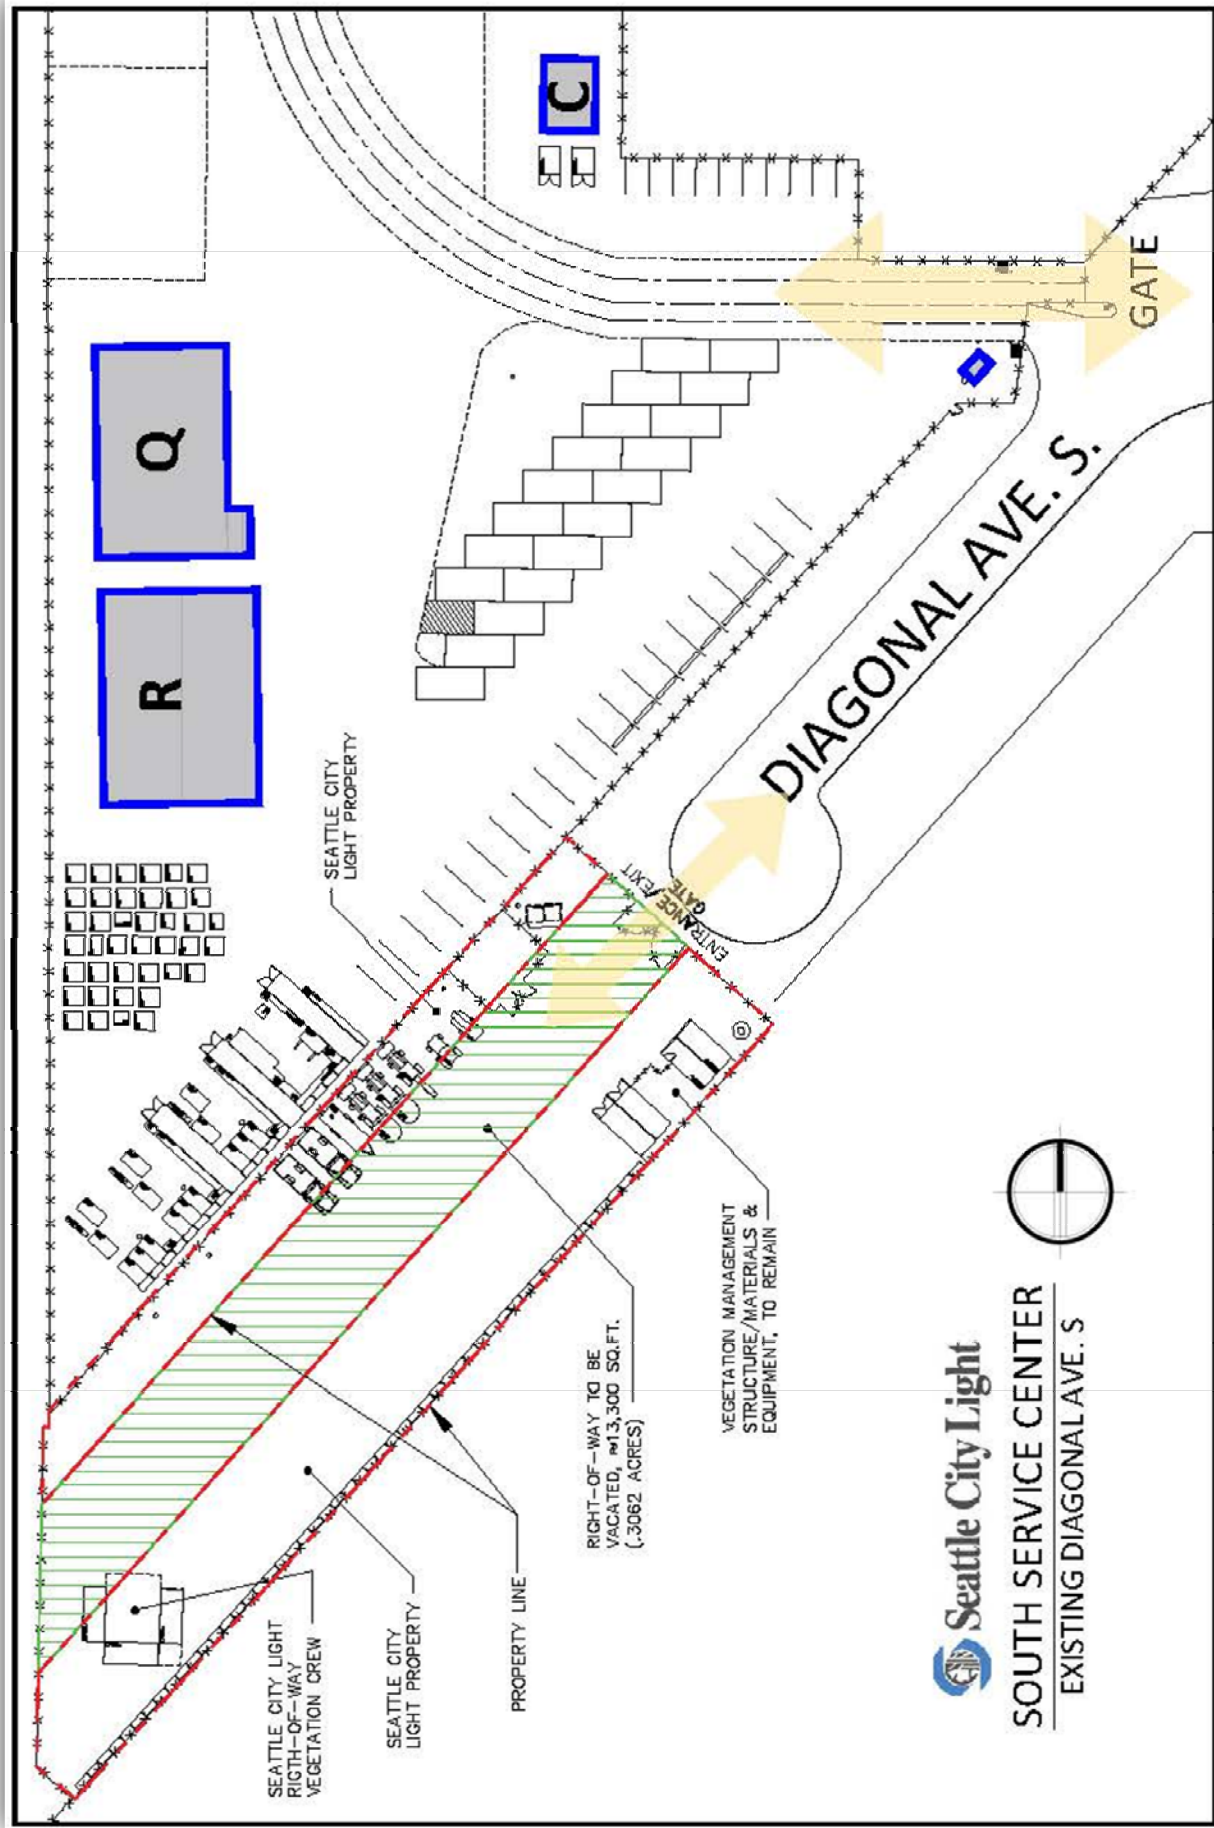 C
Q
R
GATE
DIAGONAL AVE. S.
ENTRANCE/EXIT
GATE
SEATTLE CITY
LIGHT PROPERTY
SEATTLE CITY LIGHT
RIGTH-OF-WAY
VEGETATION CREW
SEATTLE CITY
LIGHT PROPERTY
PROPERTY LINE
RIGHT-OF-WAY TO BE
VACATED, ≈13,300 SQ.FT.
(.3062 ACRES)
VEGETATION MANAGEMENT
STRUCTURE/MATERIALS &
EQUIPMENT, TO REMAIN
Seattle City Light
SOUTH SERVICE CENTER
EXISTING DIAGONAL AVE. S